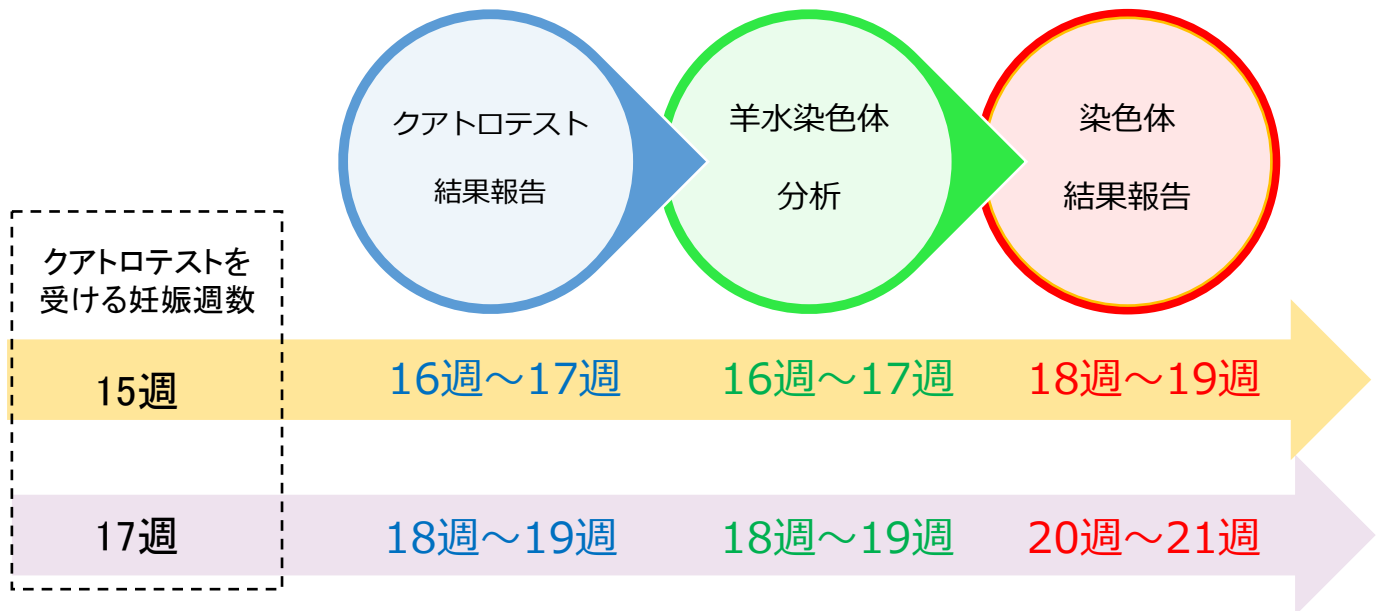 クアトロテスト
結果報告
羊水染色体
分析
染色体
結果報告
クアトロテストを
受ける妊娠週数
15週
16週～17週
16週～17週
18週～19週
17週
18週～19週
18週～19週
20週～21週